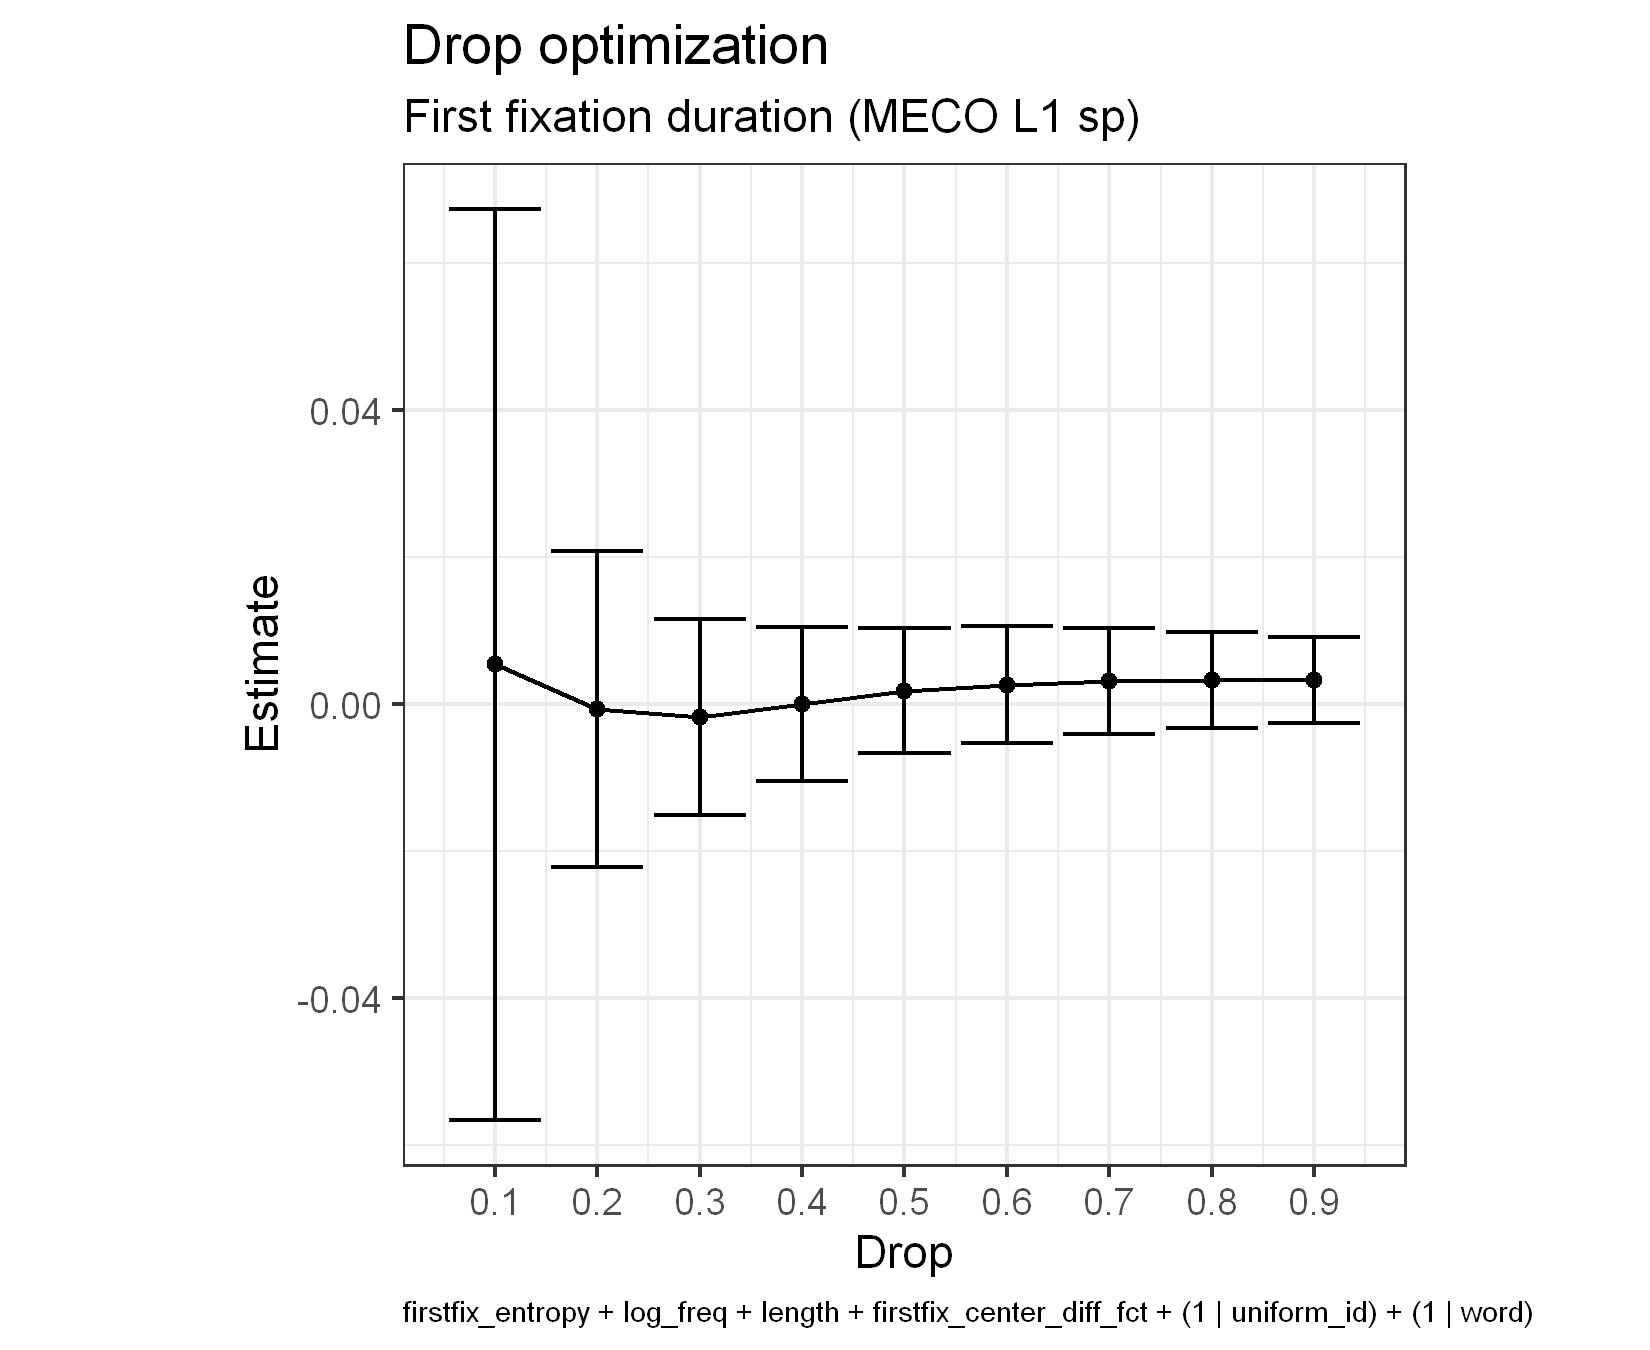 Drop optimization
First fixation duration (MECO L1 sp)
Estimate
0.04
0.00
-0.04
0.1 0.2 0.3 0.4 0.5 0.6 0.7 0.8 0.9
Drop
firstfix_entropy + log_freq + length + firstfix_center_diff_fct + (1 | uniform_id) + (1 | word)